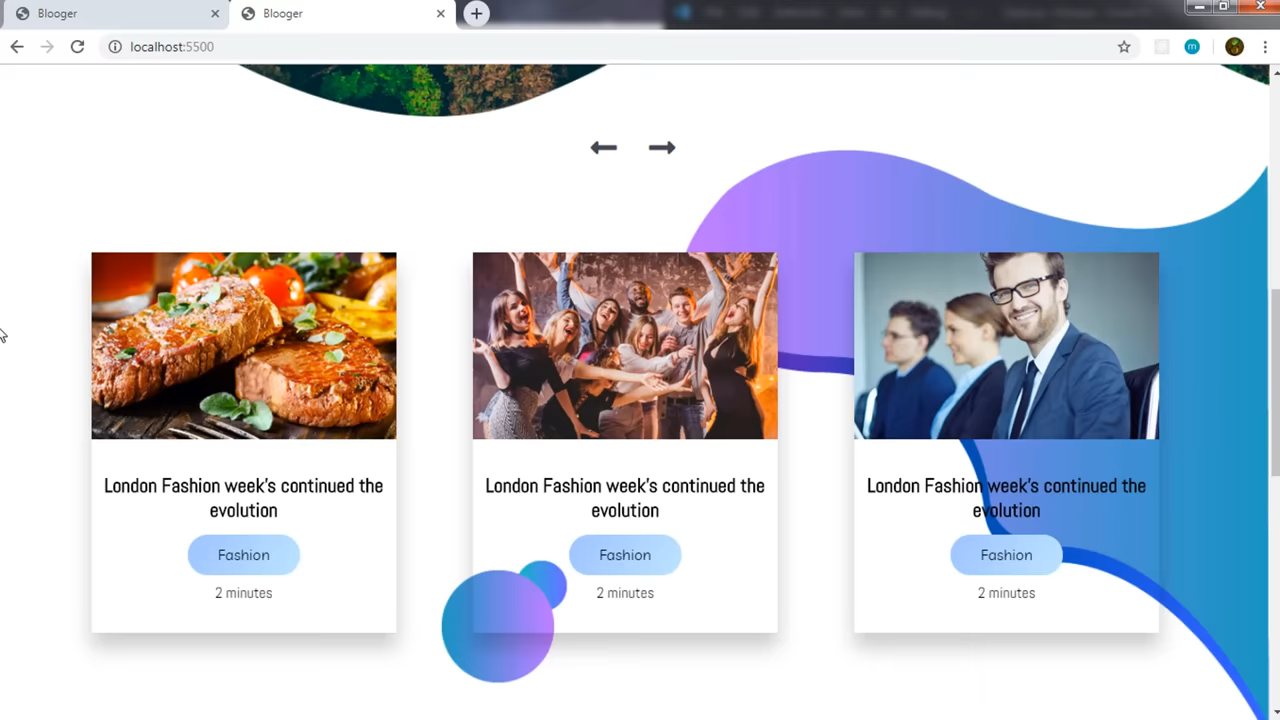 Blooger
Blooger
localhost:5500
London Fashion week's continued the
evolution
Fashion
2 minutes
London Fashion week's continued the
evolution
Fashion
2 minutes
London Fashion week's continued the
evolution
Fashion
2 minutes